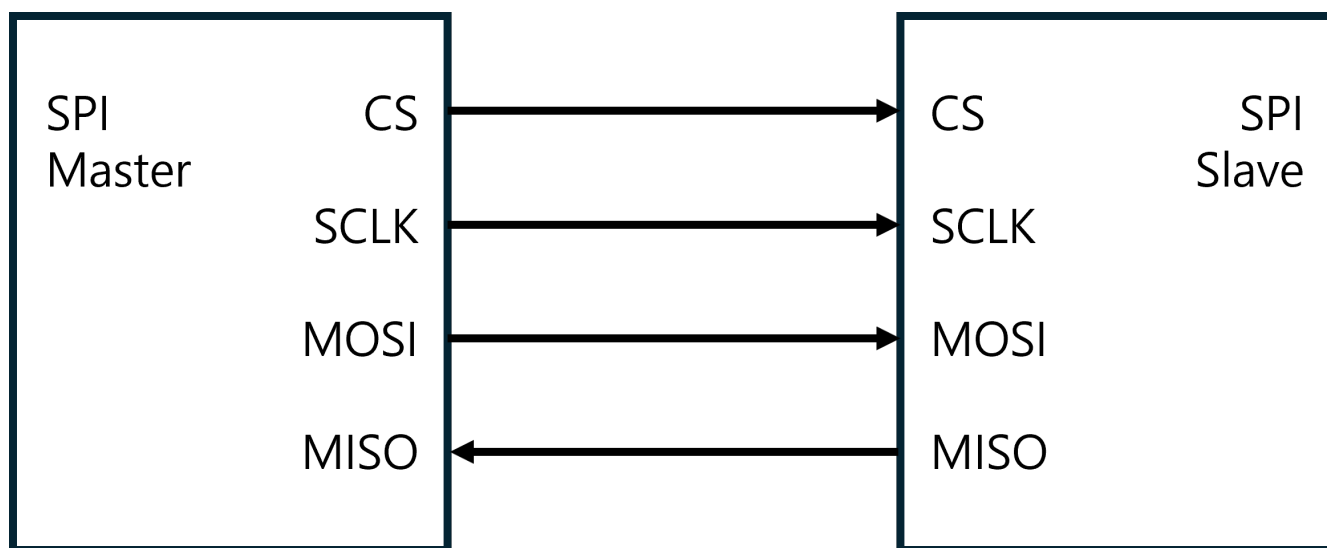 SPI
Master
CS
SCLK
MOSI
MISO
CS
SCLK
MOSI
MISO
SPI
Slave